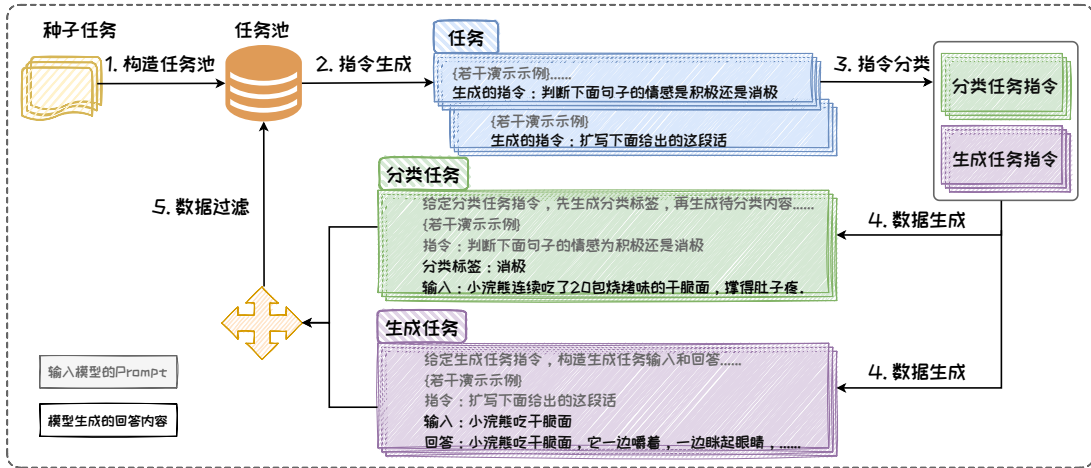 种子任务
任务池
任务
1. 构造任务池
2. 指令生成
3. 指令分类
{若干演示示例}......
生成的指令：判断下面句子的情感是积极还是消极
{若干演示示例}
生成的指令：扩写下面给出的这段话
分类任务指令
生成任务指令
分类任务
给定分类任务指令，先生成分类标签，再生成待分类内容......
{若干演示示例}
指令：判断下面句子的情感为积极还是消极
分类标签：消极
输入：小浣熊连续吃了20包烧烤味的干脆面，撑得肚子疼.
4. 数据生成
5. 数据过滤
生成任务
给定生成任务指令，构造生成任务输入和回答......
{若干演示示例}
指令：扩写下面给出的这段话
输入：小浣熊吃干脆面
回答：小浣熊吃干脆面，它一边嚼着，一边眯起眼睛，......
4. 数据生成
输入模型的Prompt
模型生成的回答内容